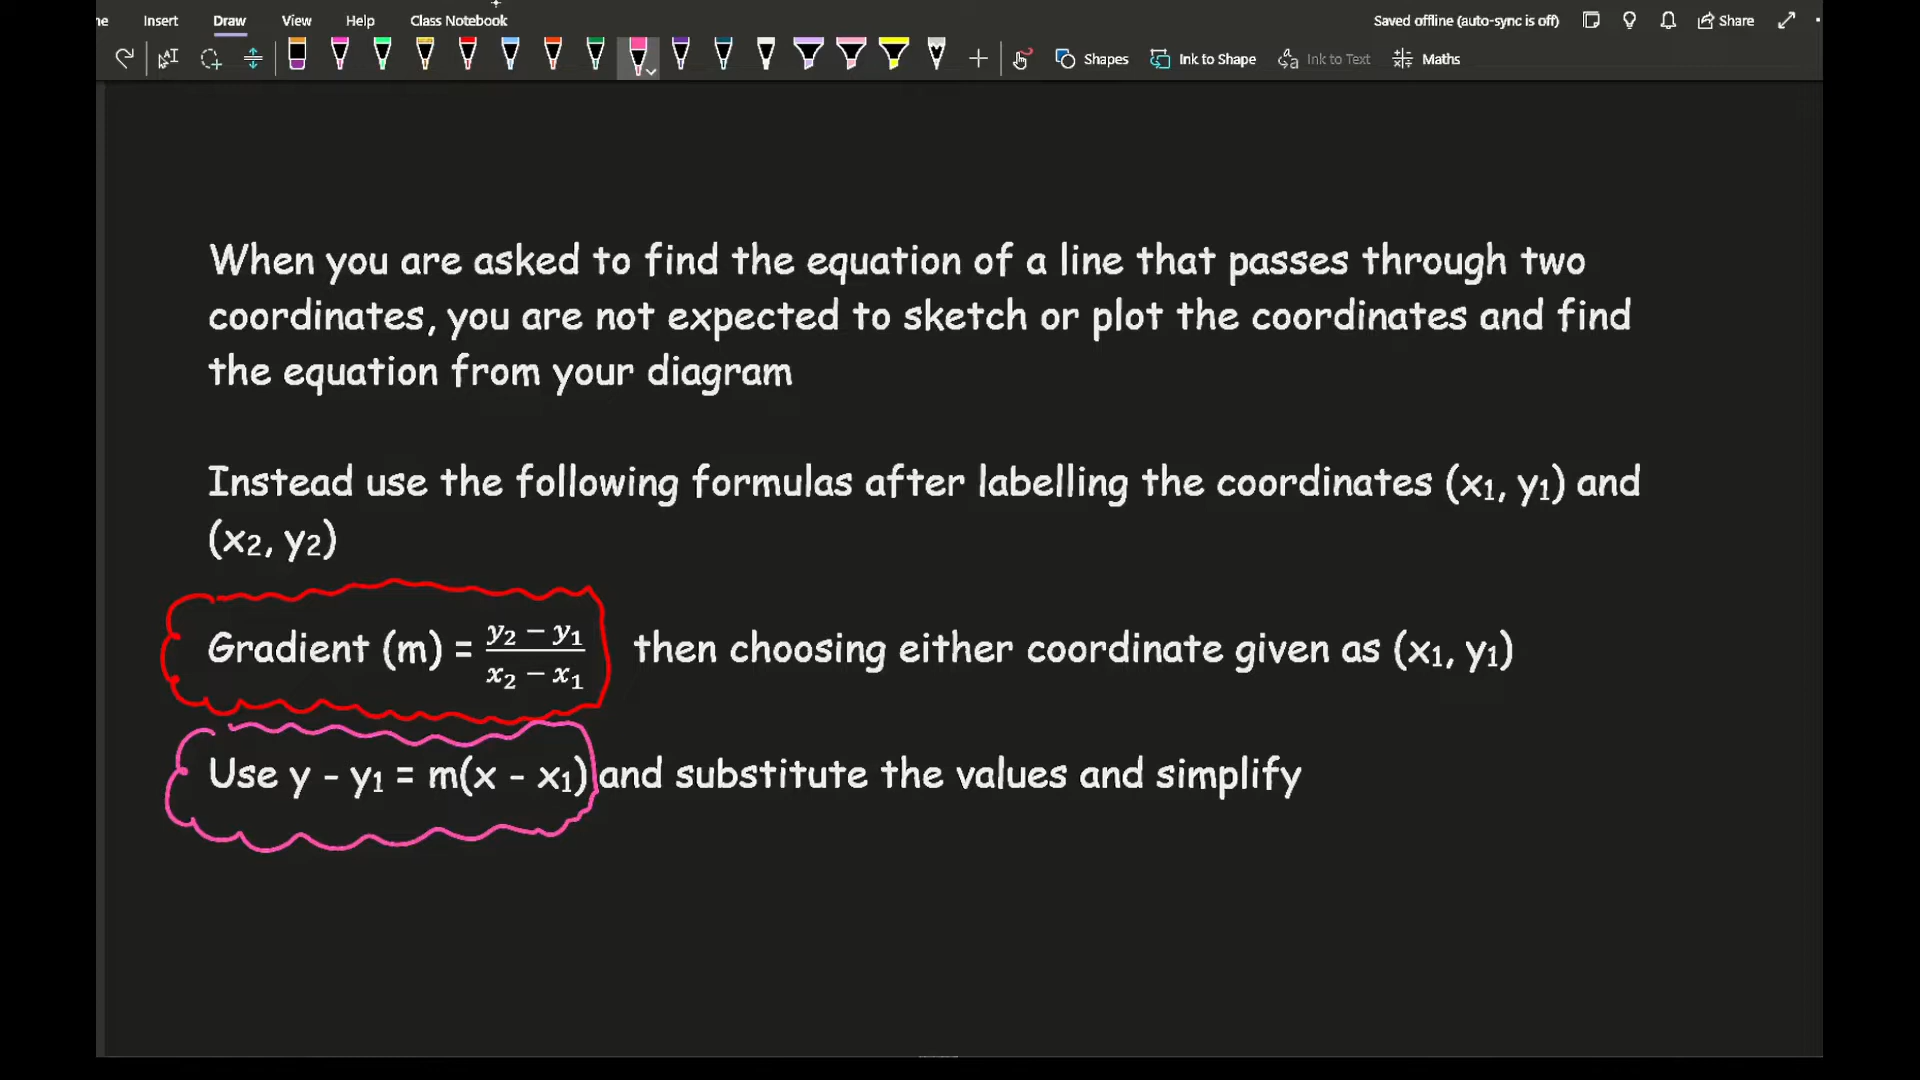 Insert Draw View Help Class Notebook Saved offline (auto-sync is off) Share
Shapes Ink to Shape Ink to Text Maths
When you are asked to find the equation of a line that passes through two
coordinates, you are not expected to sketch or plot the coordinates and find
the equation from your diagram
Instead use the following formulas after labelling the coordinates (x₁, y₁) and
(x₂, y₂)
Gradient (m) = (y₂ − y₁)/(x₂ − x₁) then choosing either coordinate given as (x₁, y₁)
Use y - y₁ = m(x - x₁) and substitute the values and simplify